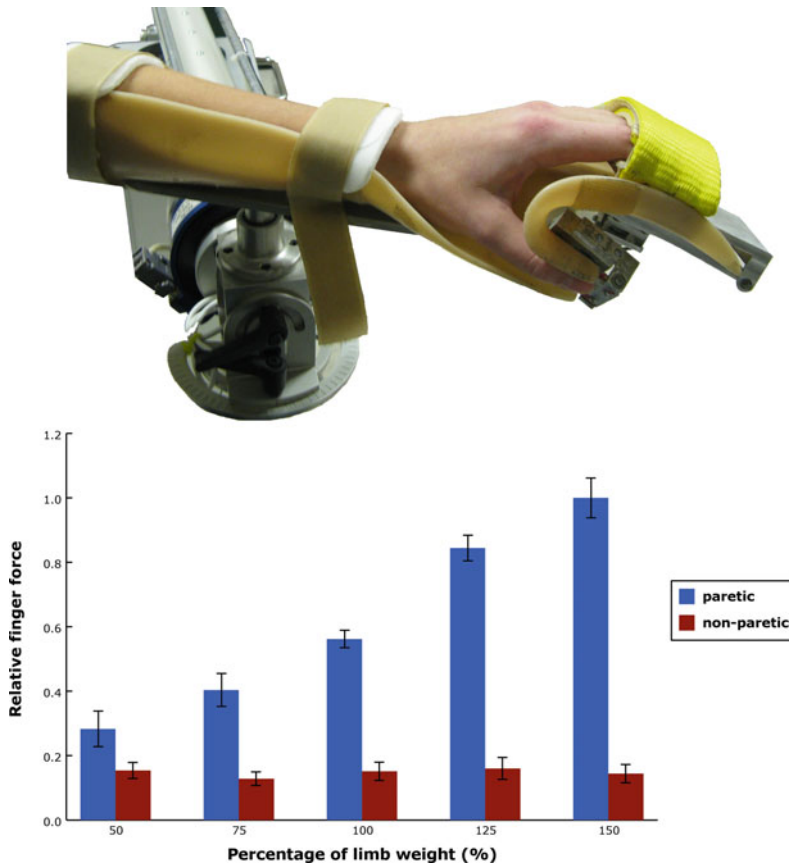 1.2
1.0
0.8
0.6
0.4
0.2
0.0
Relative finger force
50 75 100 125 150
Percentage of limb weight (%)
paretic
non-paretic